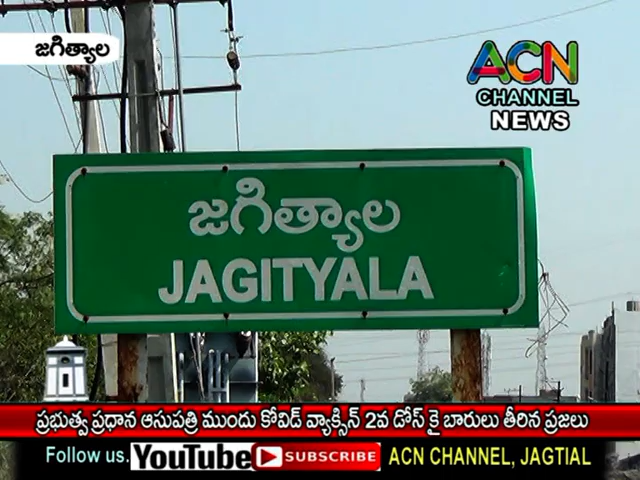 జగిత్యాల
ACN
CHANNEL
NEWS
జగిత్యాల
JAGITYALA
ప్రభుత్వ ప్రధాన ఆసుపత్రి ముందు కోవిడ్ వ్యాక్సిన్ 2వ డోస్ కై బారులు తీరిన ప్రజలు
Follow us. YouTube SUBSCRIBE ACN CHANNEL, JAGTIAL